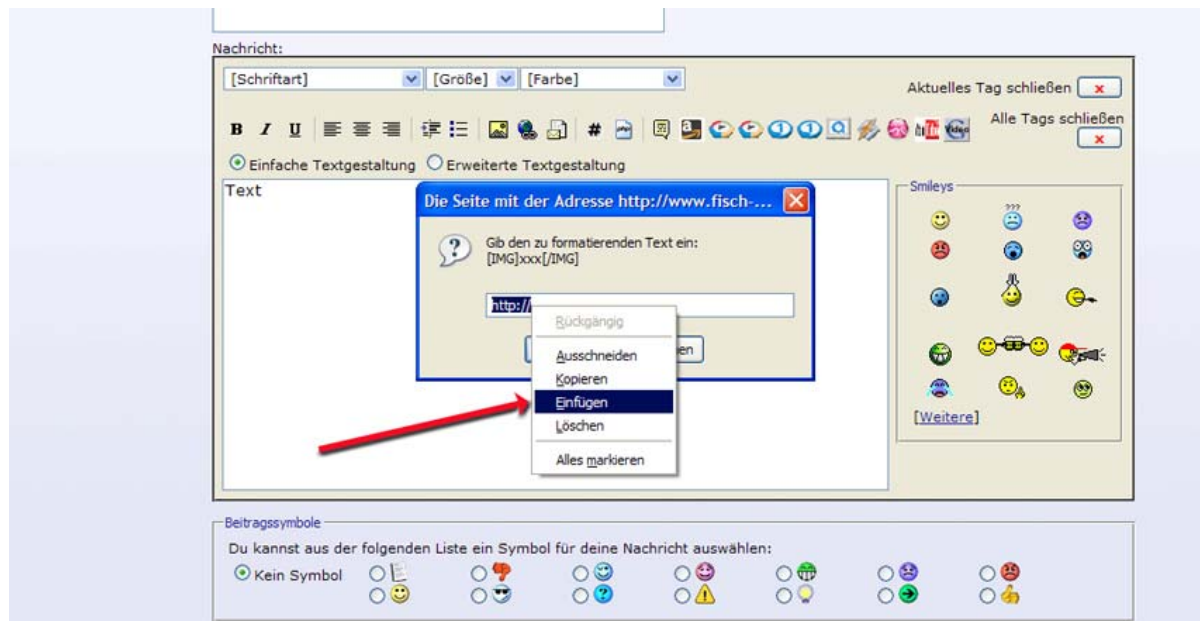 Nachricht:
[Schriftart] [Größe] [Farbe]
Aktuelles Tag schließen x
B I U # php Video Alle Tags schließen
x
Einfache Textgestaltung Erweiterte Textgestaltung
Text
Die Seite mit der Adresse http://www.fisch-...
Gib den zu formatierenden Text ein:
[IMG]xxx[/IMG]
http://
Rückgängig
Ausschneiden
en
Kopieren
Einfügen
Löschen
Alles markieren
Smileys
???
[Weitere]
Beitragssymbole
Du kannst aus der folgenden Liste ein Symbol für deine Nachricht auswählen:
Kein Symbol